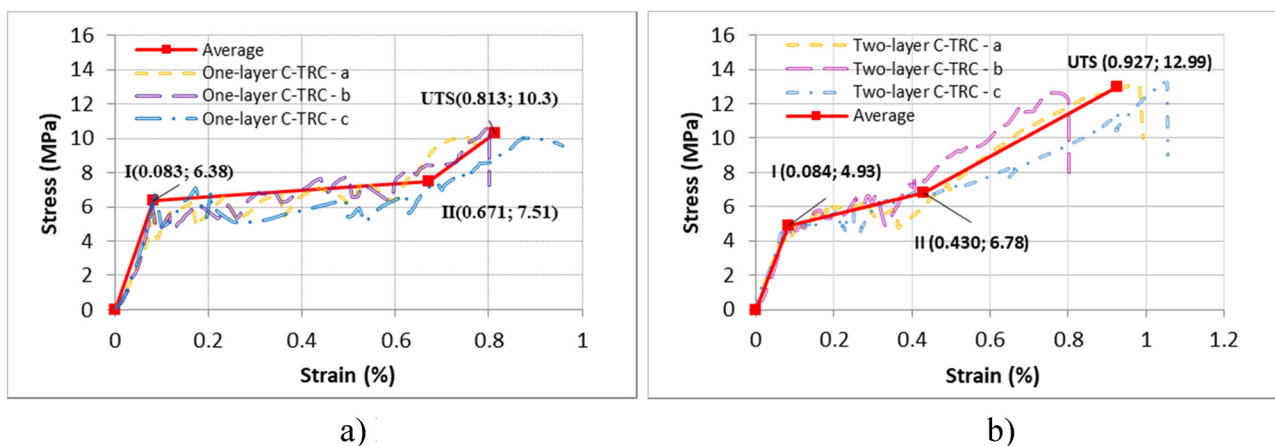 16
14
12
10
8
6
4
2
0
Stress (MPa)
Average
One-layer C-TRC - a
One-layer C-TRC - b
One-layer C-TRC - c
UTS(0.813; 10.3)
I(0.083; 6.38)
II(0.671; 7.51)
0 0.2 0.4 0.6 0.8 1
Strain (%)
a)
16
14
12
10
8
6
4
2
0
Stress (MPa)
Two-layer C-TRC - a
Two-layer C-TRC - b
Two-layer C-TRC - c
Average
UTS (0.927; 12.99)
I (0.084; 4.93)
II (0.430; 6.78)
0 0.2 0.4 0.6 0.8 1 1.2
Strain (%)
b)